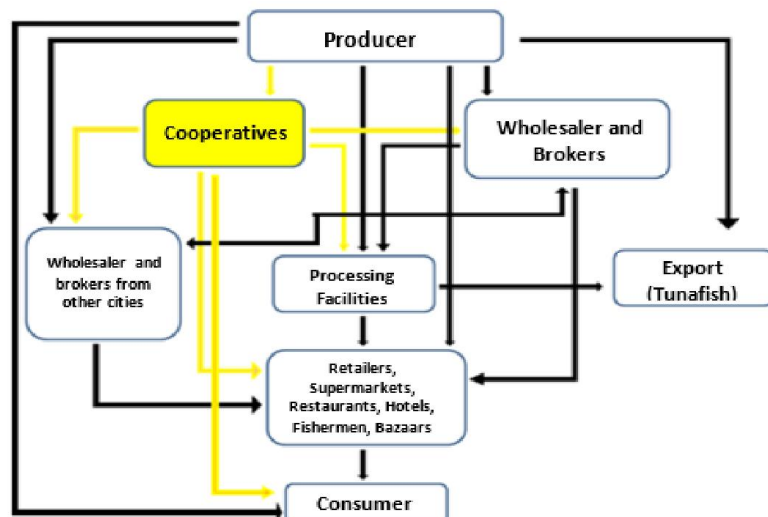 Producer
Cooperatives
Wholesaler and
Brokers
Wholesaler and
brokers from
other cities
Processing
Facilities
Export
(Tunafish)
Retailers,
Supermarkets,
Restaurants, Hotels,
Fishermen, Bazaars
Consumer